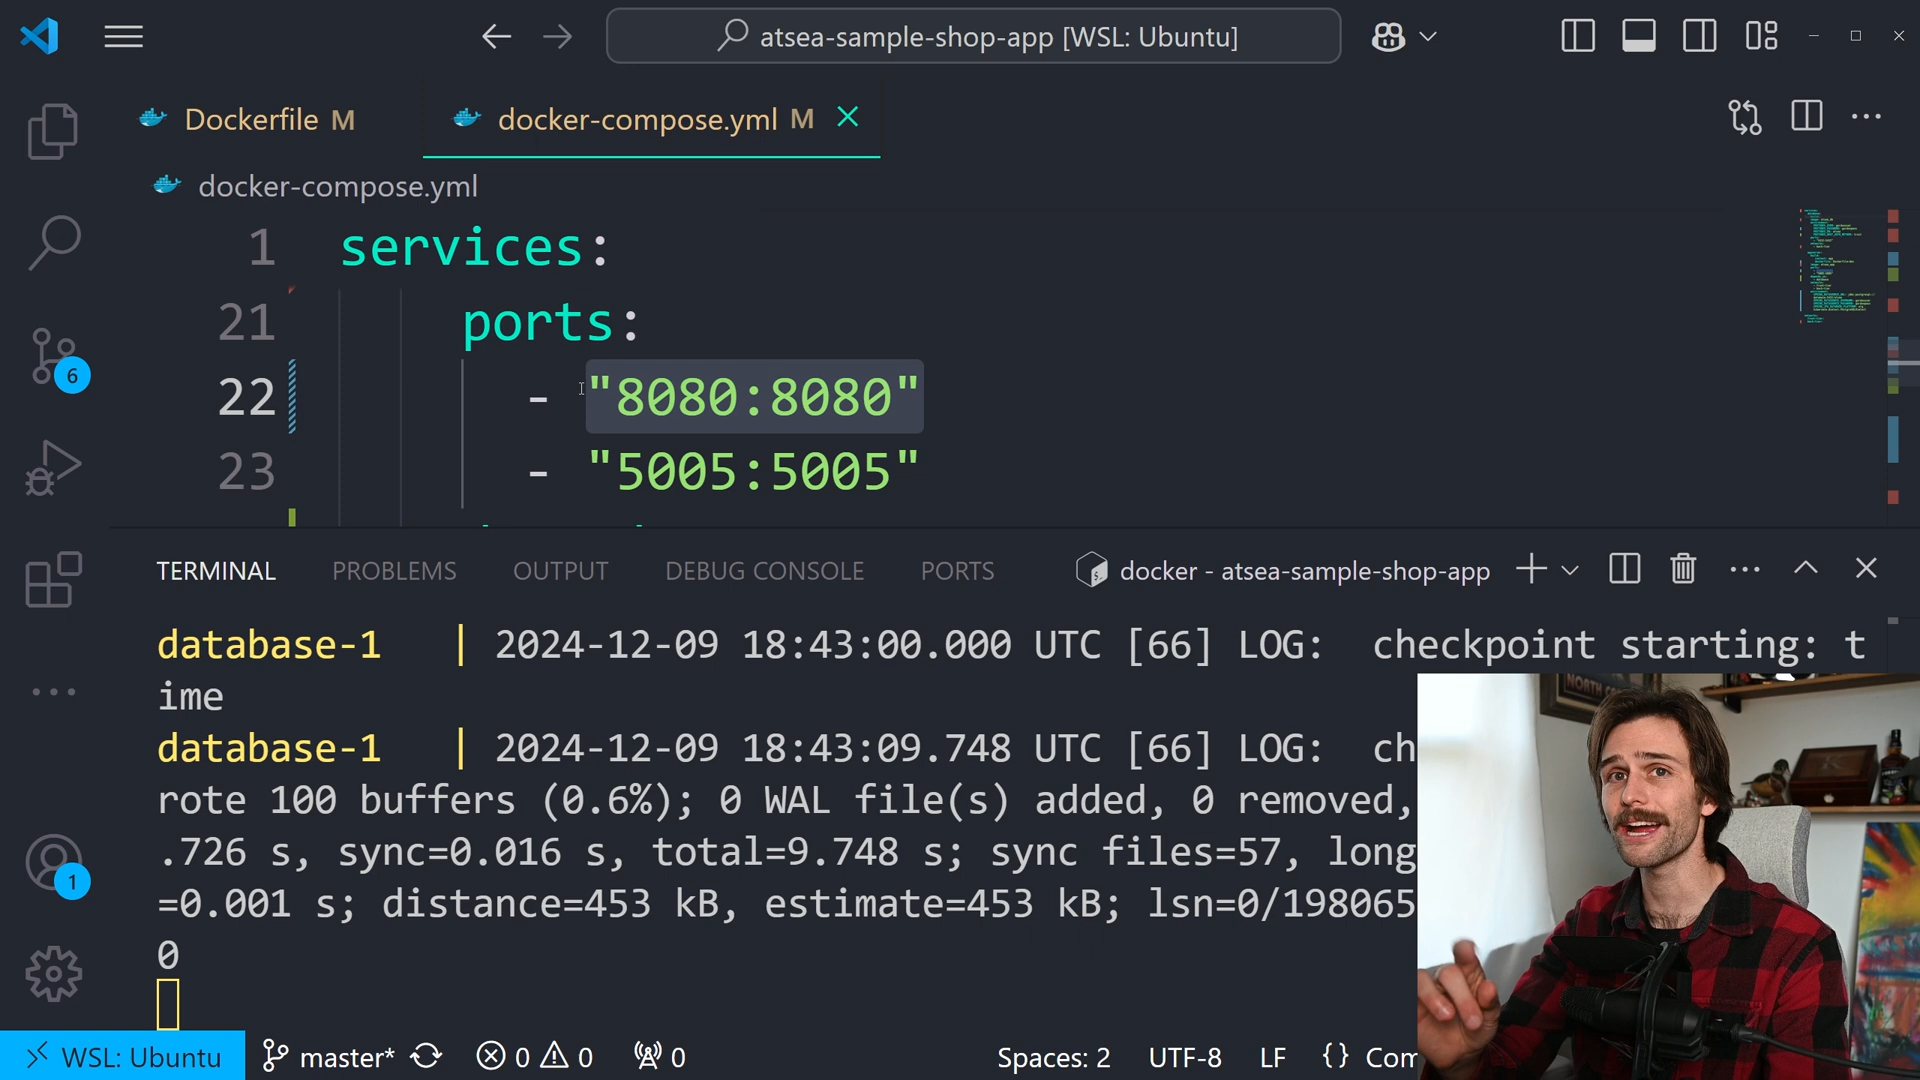 atsea-sample-shop-app [WSL: Ubuntu]
Dockerfile M
docker-compose.yml M
docker-compose.yml
1 services:
21 ports:
22 - "8080:8080"
23 - "5005:5005"
6
TERMINAL PROBLEMS OUTPUT DEBUG CONSOLE PORTS
docker - atsea-sample-shop-app
database-1 | 2024-12-09 18:43:00.000 UTC [66] LOG: checkpoint starting: t
ime
database-1 | 2024-12-09 18:43:09.748 UTC [66] LOG: ch
rote 100 buffers (0.6%); 0 WAL file(s) added, 0 removed,
.726 s, sync=0.016 s, total=9.748 s; sync files=57, long
=0.001 s; distance=453 kB, estimate=453 kB; lsn=0/198065
0
1
NORTH
WSL: Ubuntu master* 0 0 0 Spaces: 2 UTF-8 LF {} Com